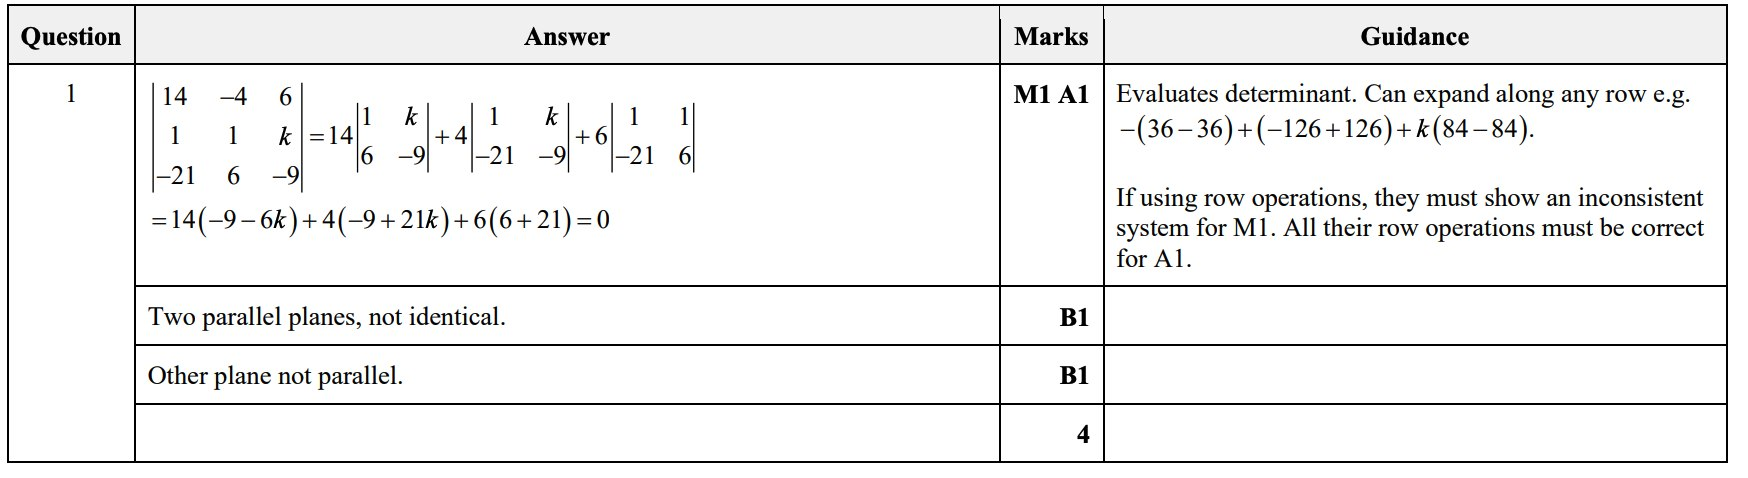 Question Answer Marks Guidance
1
|14 −4 6|
|1 1 k| = 14|1 k; 6 −9| + 4|1 k; −21 −9| + 6|1 1; −21 6|
|−21 6 −9|
= 14(−9 − 6k) + 4(−9 + 21k) + 6(6 + 21) = 0
M1 A1
Evaluates determinant. Can expand along any row e.g.
−(36 − 36) + (−126 + 126) + k(84 − 84).
If using row operations, they must show an inconsistent
system for M1. All their row operations must be correct
for A1.
Two parallel planes, not identical. B1
Other plane not parallel. B1
4